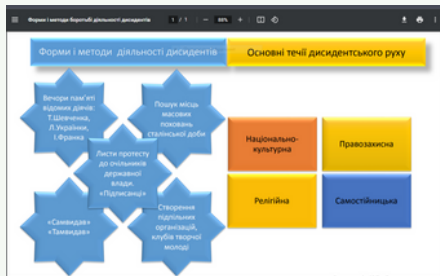 Форми і методи боротьбі діяльності дисидентів
1 / 1
88%
Форми і методи діяльності дисидентів
Основні течії дисидентського руху
Вечори пам'яті
відомих діячів:
Т.Шевченка,
Л.Українки,
І.Франка
Пошук місць
масових
поховань
сталінської доби
Листи протесту
до очільників
державної
влади.
«Підписанці»
«Самвидав»
«Тамвидав»
Створення
підпільних
організацій,
клубів творчої
молоді
Національно-
культурна
Правозахисна
Релігійна
Самостійницька